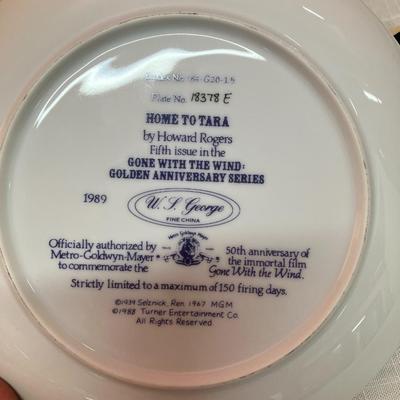 Plate No. 18378 E
HOME TO TARA
by Howard Rogers
Fifth issue in the
GONE WITH THE WIND:
GOLDEN ANNIVERSARY SERIES
1989
W. S. George
FINE CHINA
Officially authorized by
Metro-Goldwyn-Mayer
to commemorate the
Metro Goldwyn Mayer
50th anniversary of
the immortal film
Gone With the Wind.
Strictly limited to a maximum of 150 firing days.
©1939 Selznick, Ren. 1967 MGM
©1988 Turner Entertainment Co.
All Rights Reserved.